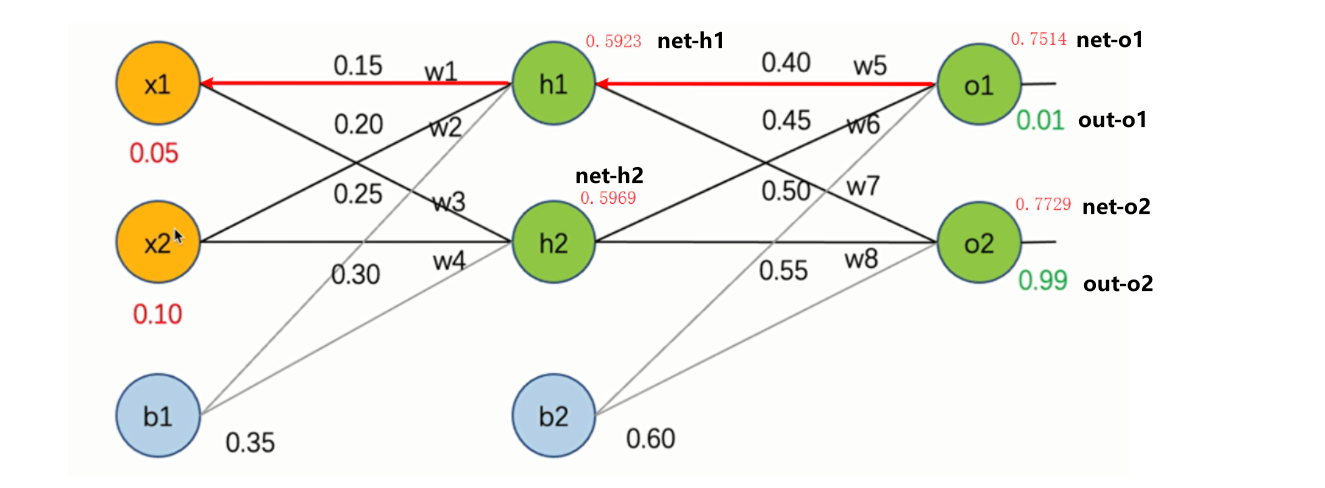 0.5923 net-h1
0.7514 net-o1
x1
0.15 w1
h1
0.40 w5
o1
0.05
0.20 w2
0.45 w6
0.01 out-o1
net-h2
0.5969
0.25 w3
0.50 w7
0.7729 net-o2
x2
h2
o2
0.30 w4
0.55 w8
0.99 out-o2
0.10
b1
0.35
b2
0.60